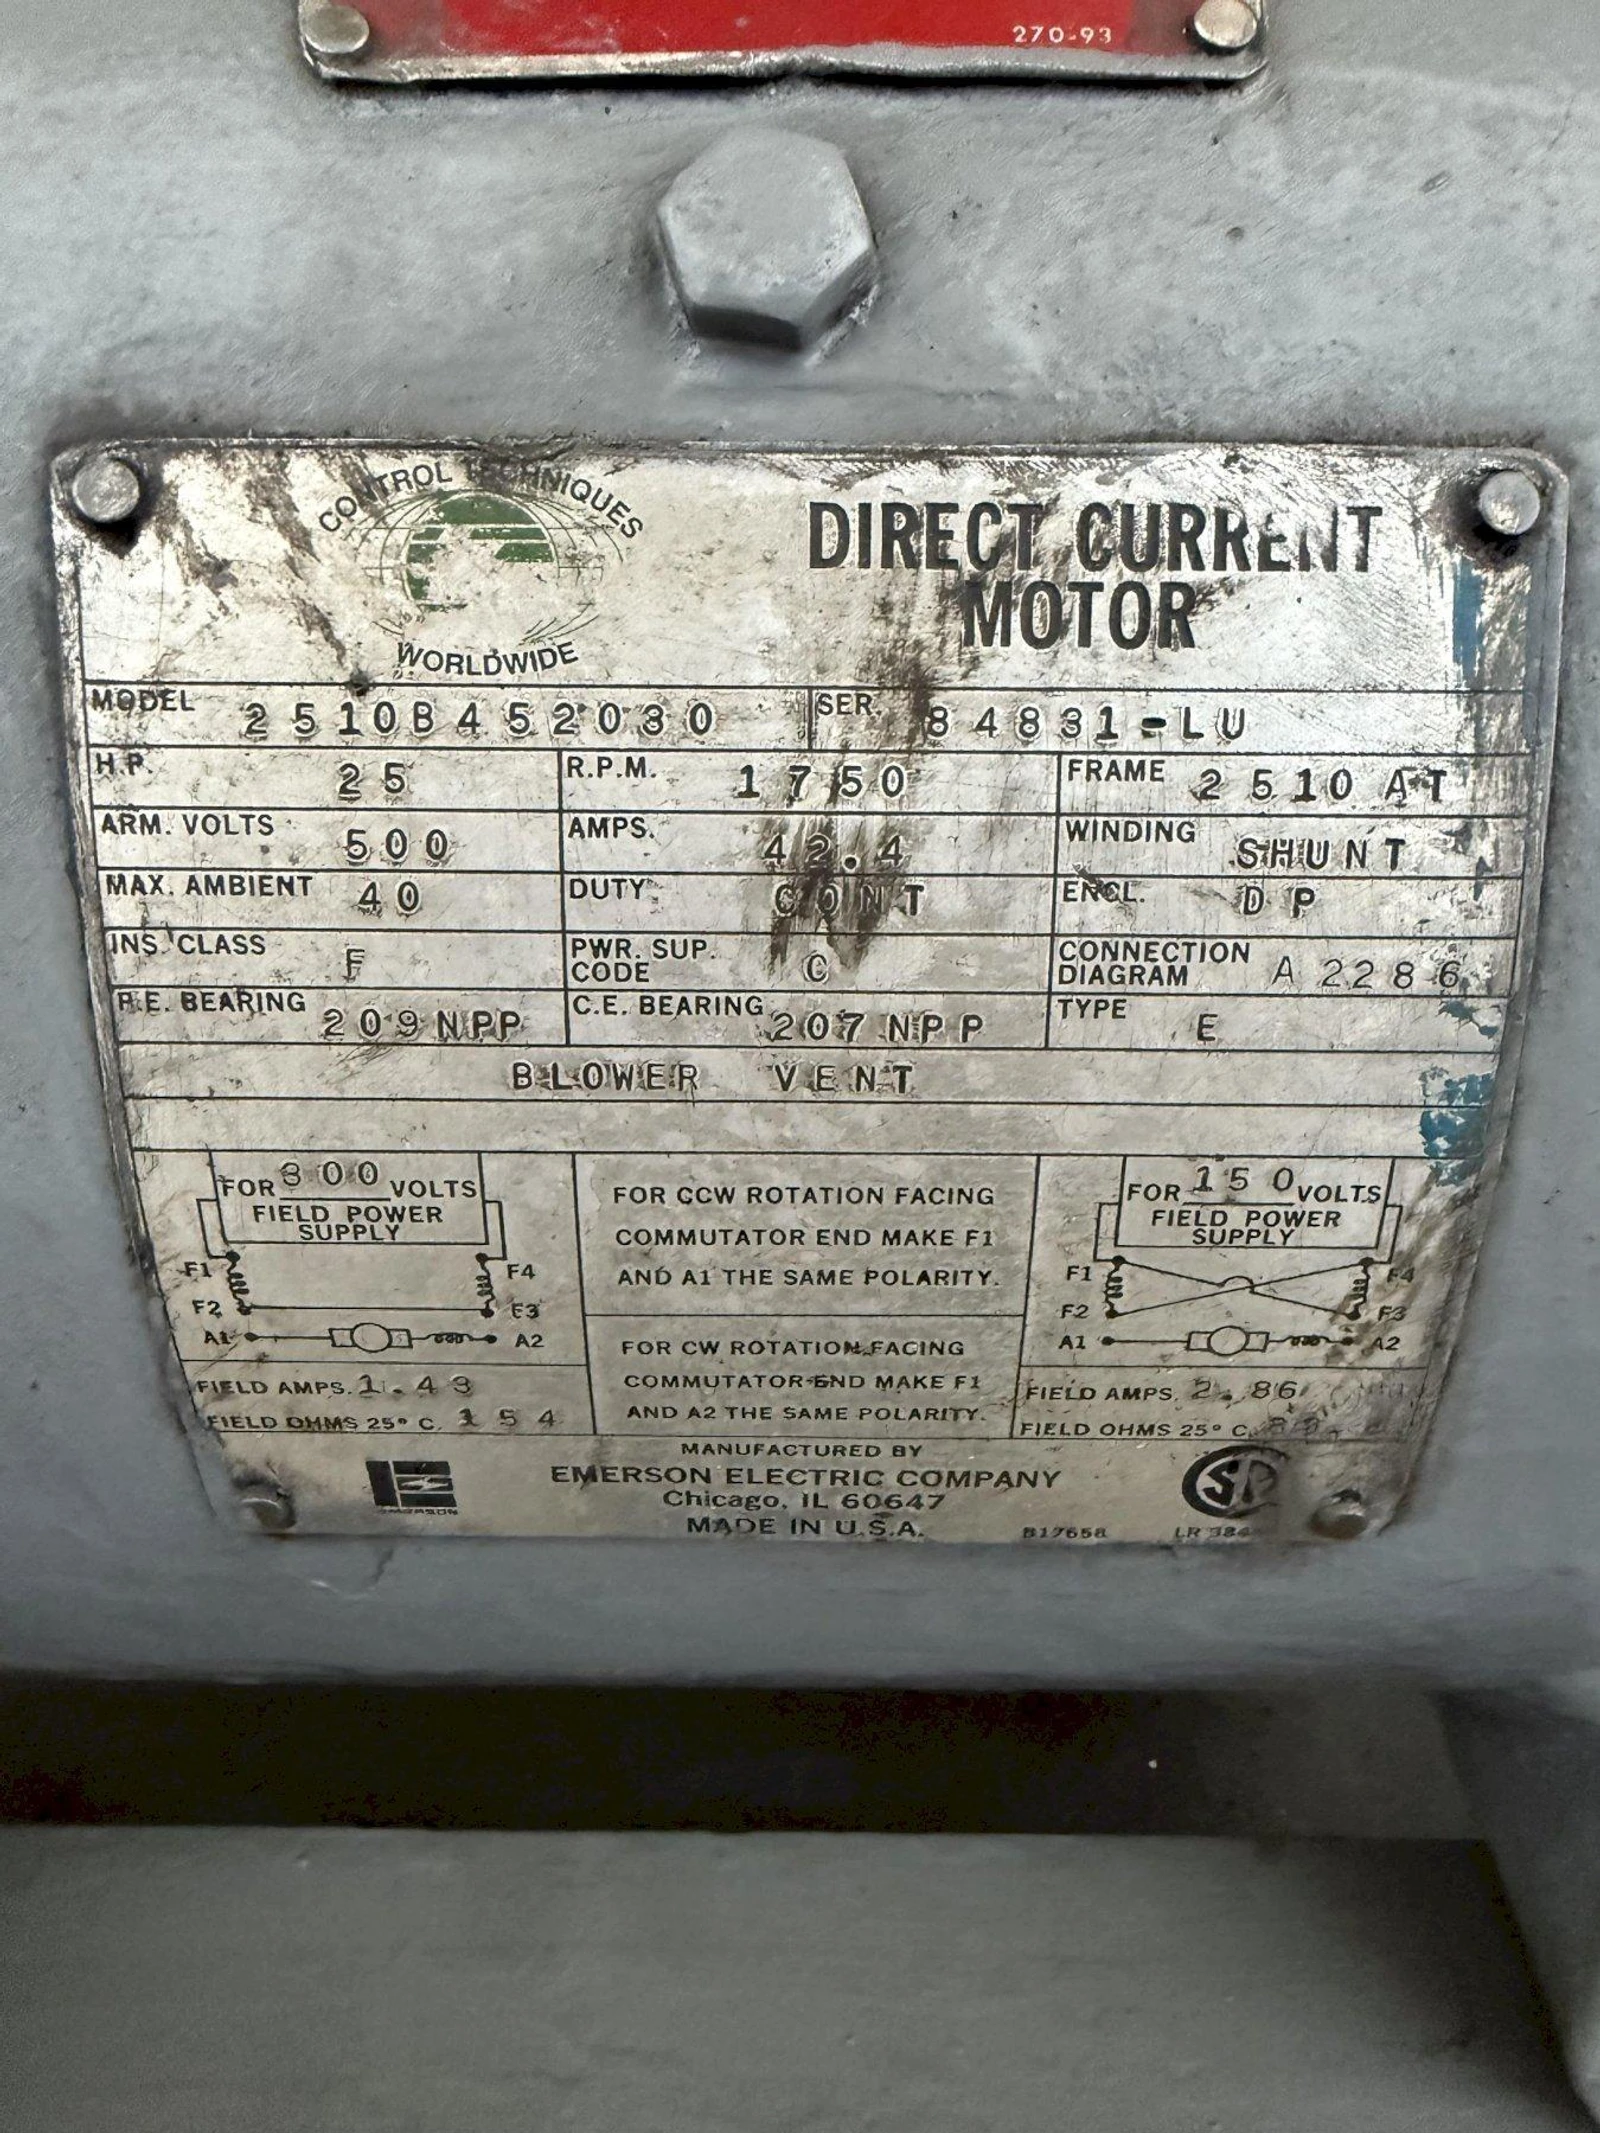 270-93
CONTROL TECHNIQUES
WORLDWIDE
DIRECT CURRENT
MOTOR
MODEL 2510B452030 SER. 84831-LU
H.P. 25 R.P.M. 1750 FRAME 2510AT
ARM. VOLTS 500 AMPS. 42.4 WINDING SHUNT
MAX. AMBIENT 40 DUTY CONT ENCL. DP
INS. CLASS F PWR. SUP. CODE C CONNECTION DIAGRAM A2286
P.E. BEARING 209NPP C.E. BEARING 207NPP TYPE E
BLOWER VENT
FOR 300 VOLTS
FIELD POWER
SUPPLY
F1 F4
F2 F3
A1 A2
FIELD AMPS. 1.43
FIELD OHMS 25° C. 154
FOR CCW ROTATION FACING
COMMUTATOR END MAKE F1
AND A1 THE SAME POLARITY.
FOR CW ROTATION FACING
COMMUTATOR END MAKE F1
AND A2 THE SAME POLARITY.
FOR 150 VOLTS
FIELD POWER
SUPPLY
F1 F4
F2 F3
A1 A2
FIELD AMPS. 2.86
FIELD OHMS 25° C.
EMERSON
MANUFACTURED BY
EMERSON ELECTRIC COMPANY
Chicago, IL 60647
MADE IN U.S.A.
B17658 LR